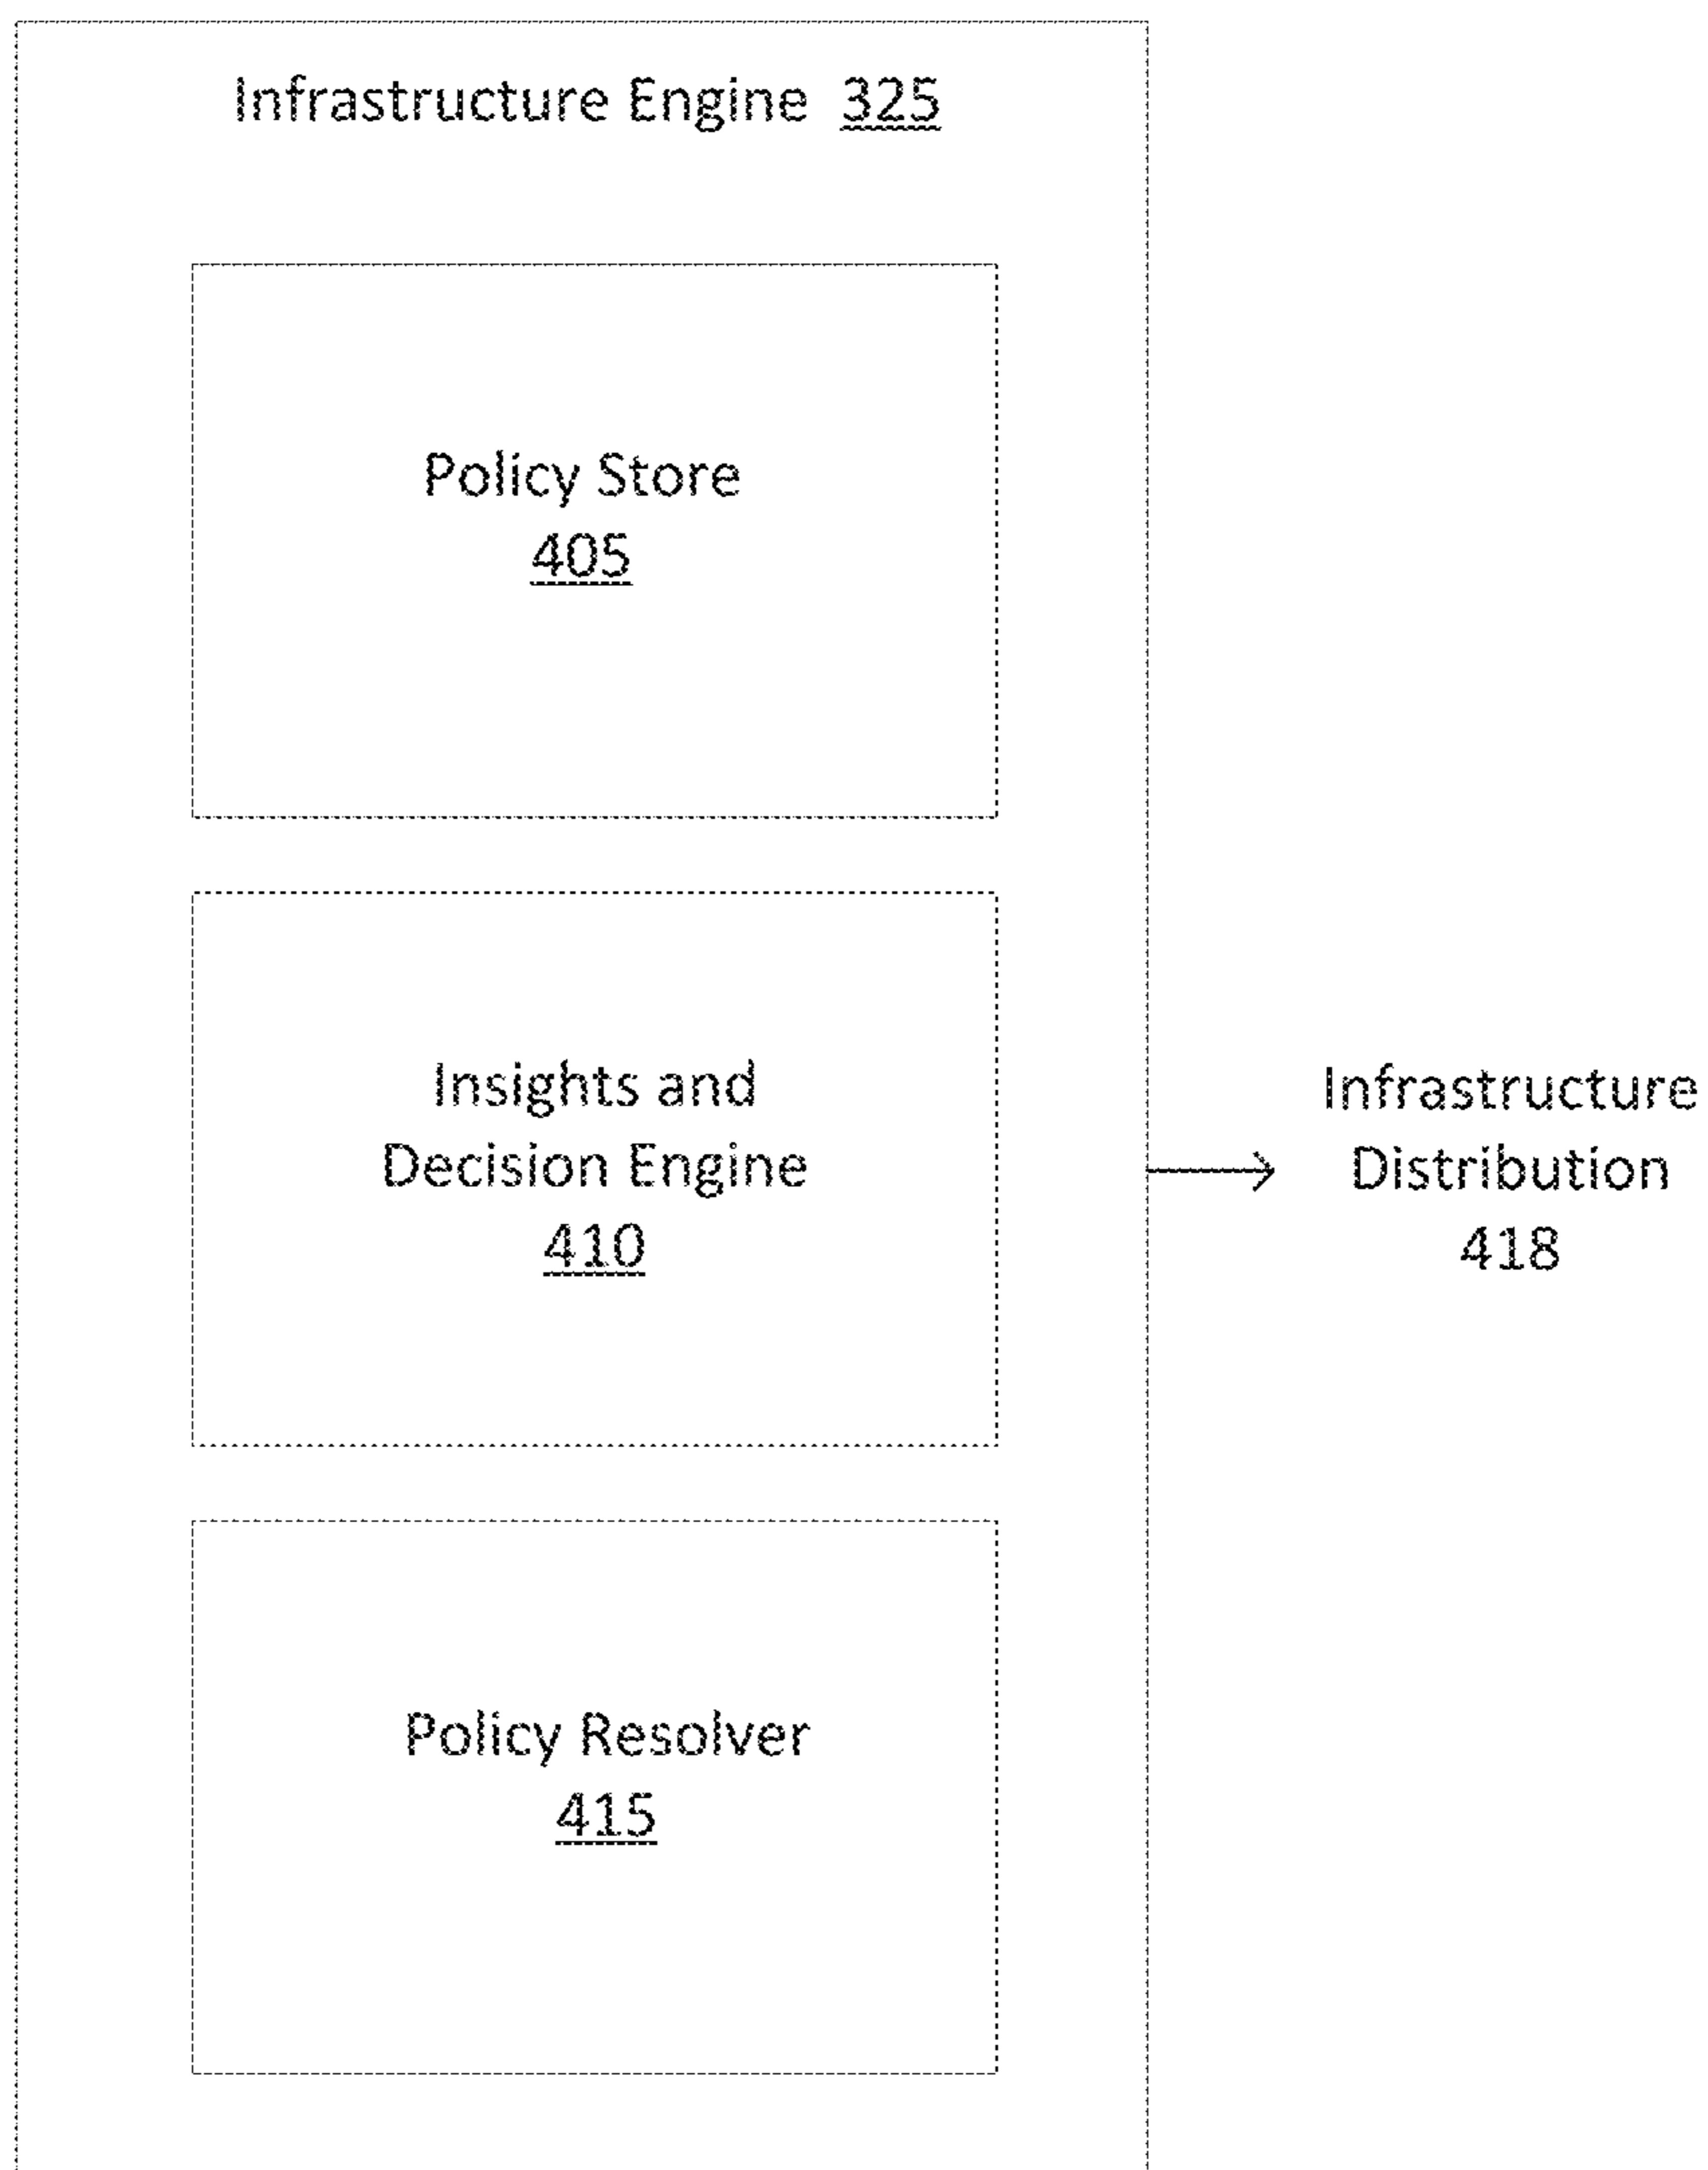 Infrastructure Engine 325
Policy Store
405
Insights and
Decision Engine
410
Infrastructure
Distribution
418
Policy Resolver
415